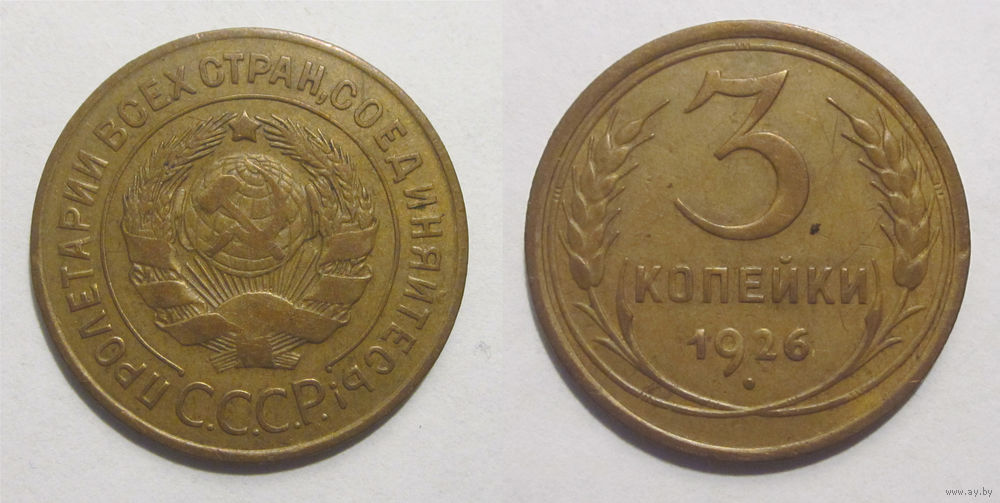 ПРОЛЕТАРИИ ВСЕХ СТРАН, СОЕДИНЯЙТЕСЬ!
С.С.С.Р.
3
КОПЕЙКИ
1926
www.ay.by